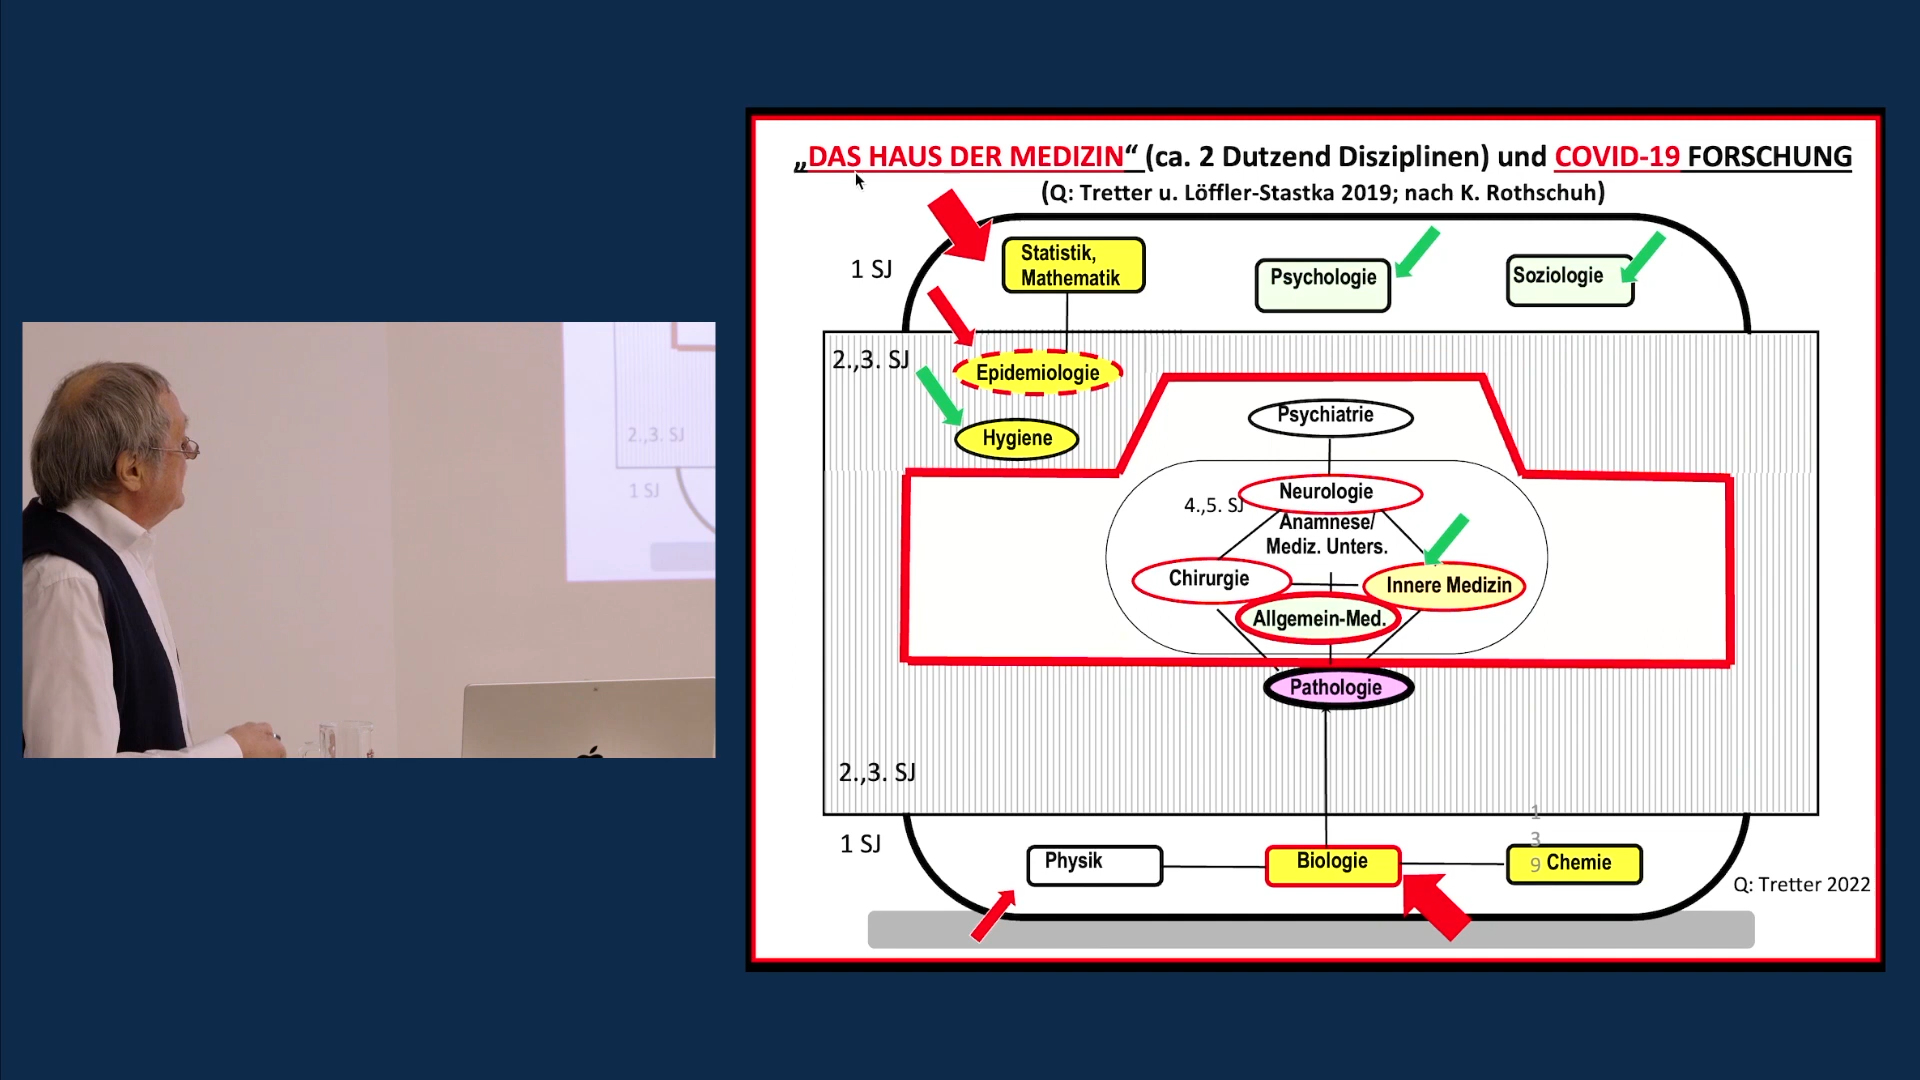 „DAS HAUS DER MEDIZIN“ (ca. 2 Dutzend Disziplinen) und COVID-19 FORSCHUNG
(Q: Tretter u. Löffler-Stastka 2019; nach K. Rothschuh)
1 SJ
Statistik,
Mathematik
Psychologie
Soziologie
2.,3. SJ
Epidemiologie
Hygiene
Psychiatrie
4.,5. SJ
Neurologie
Anamnese/
Mediz. Unters.
Chirurgie
Innere Medizin
Allgemein-Med.
Pathologie
2.,3. SJ
1 SJ
Physik
Biologie
Chemie
1
3
9
Q: Tretter 2022
2.,3. SJ
1 SJ